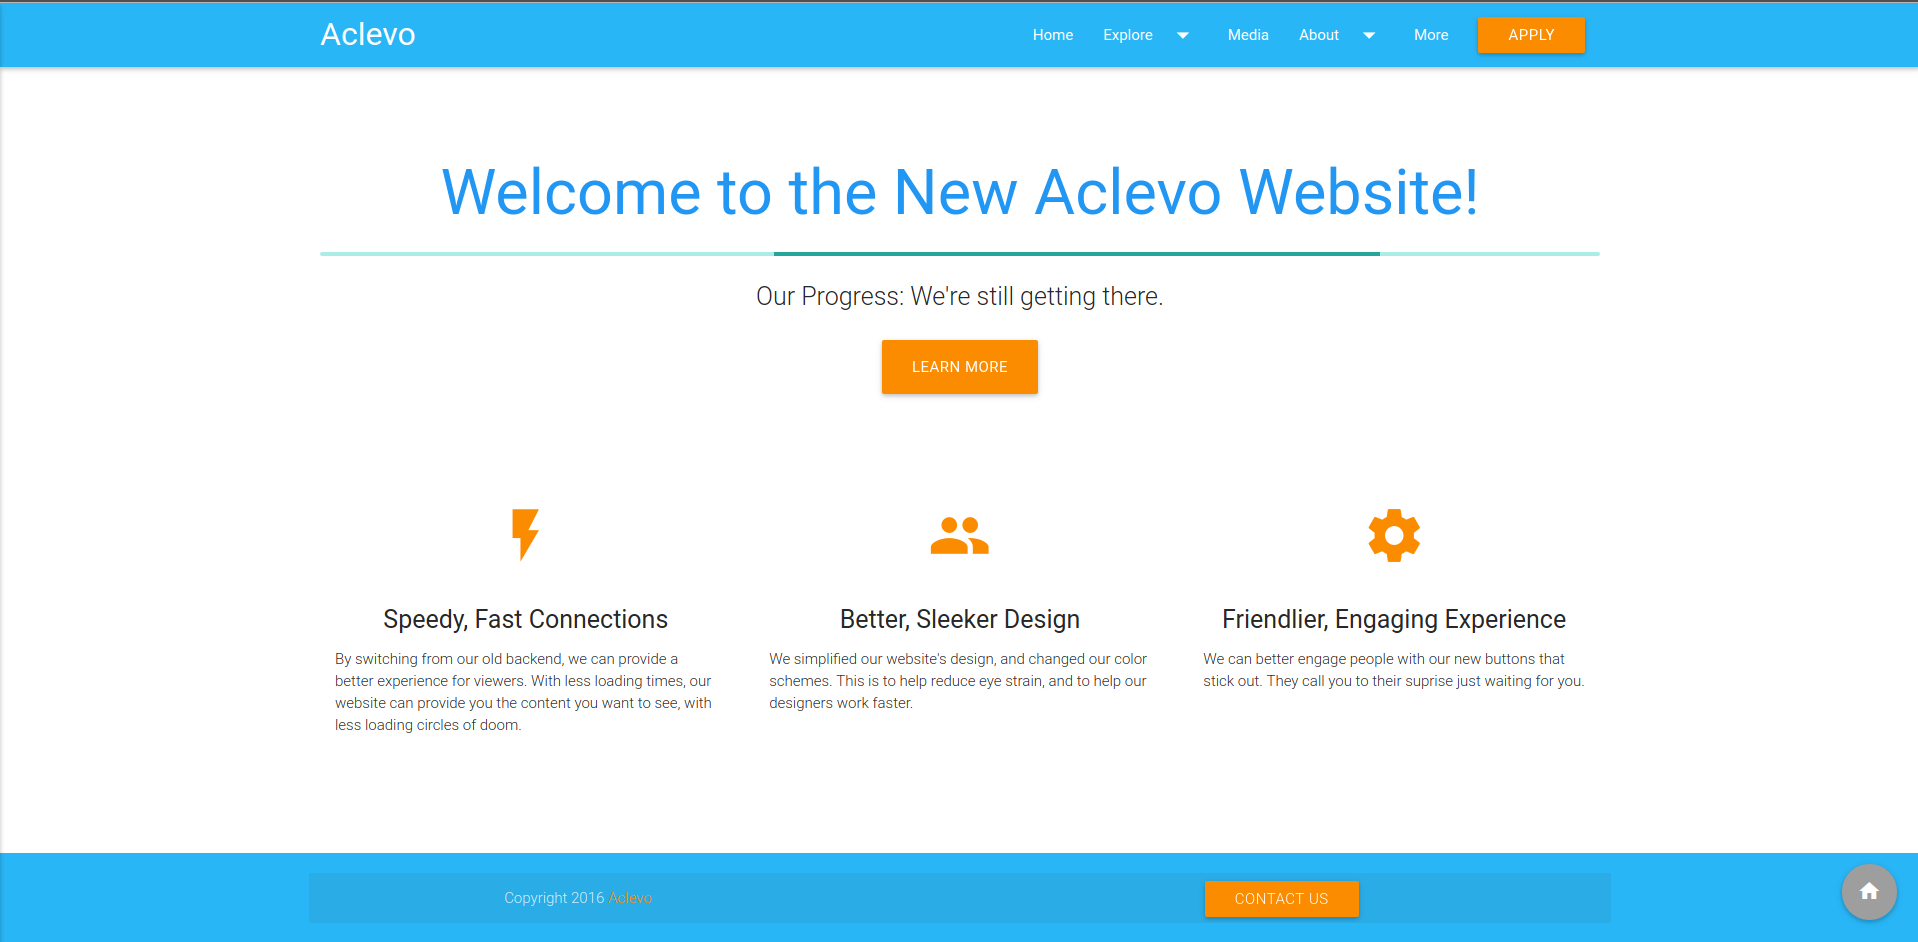 Aclevo
Home Explore Media About More APPLY
Welcome to the New Aclevo Website!
Our Progress: We're still getting there.
LEARN MORE
Speedy, Fast Connections
By switching from our old backend, we can provide a
better experience for viewers. With less loading times, our
website can provide you the content you want to see, with
less loading circles of doom.
Better, Sleeker Design
We simplified our website's design, and changed our color
schemes. This is to help reduce eye strain, and to help our
designers work faster.
Friendlier, Engaging Experience
We can better engage people with our new buttons that
stick out. They call you to their suprise just waiting for you.
Copyright 2016 Aclevo
CONTACT US